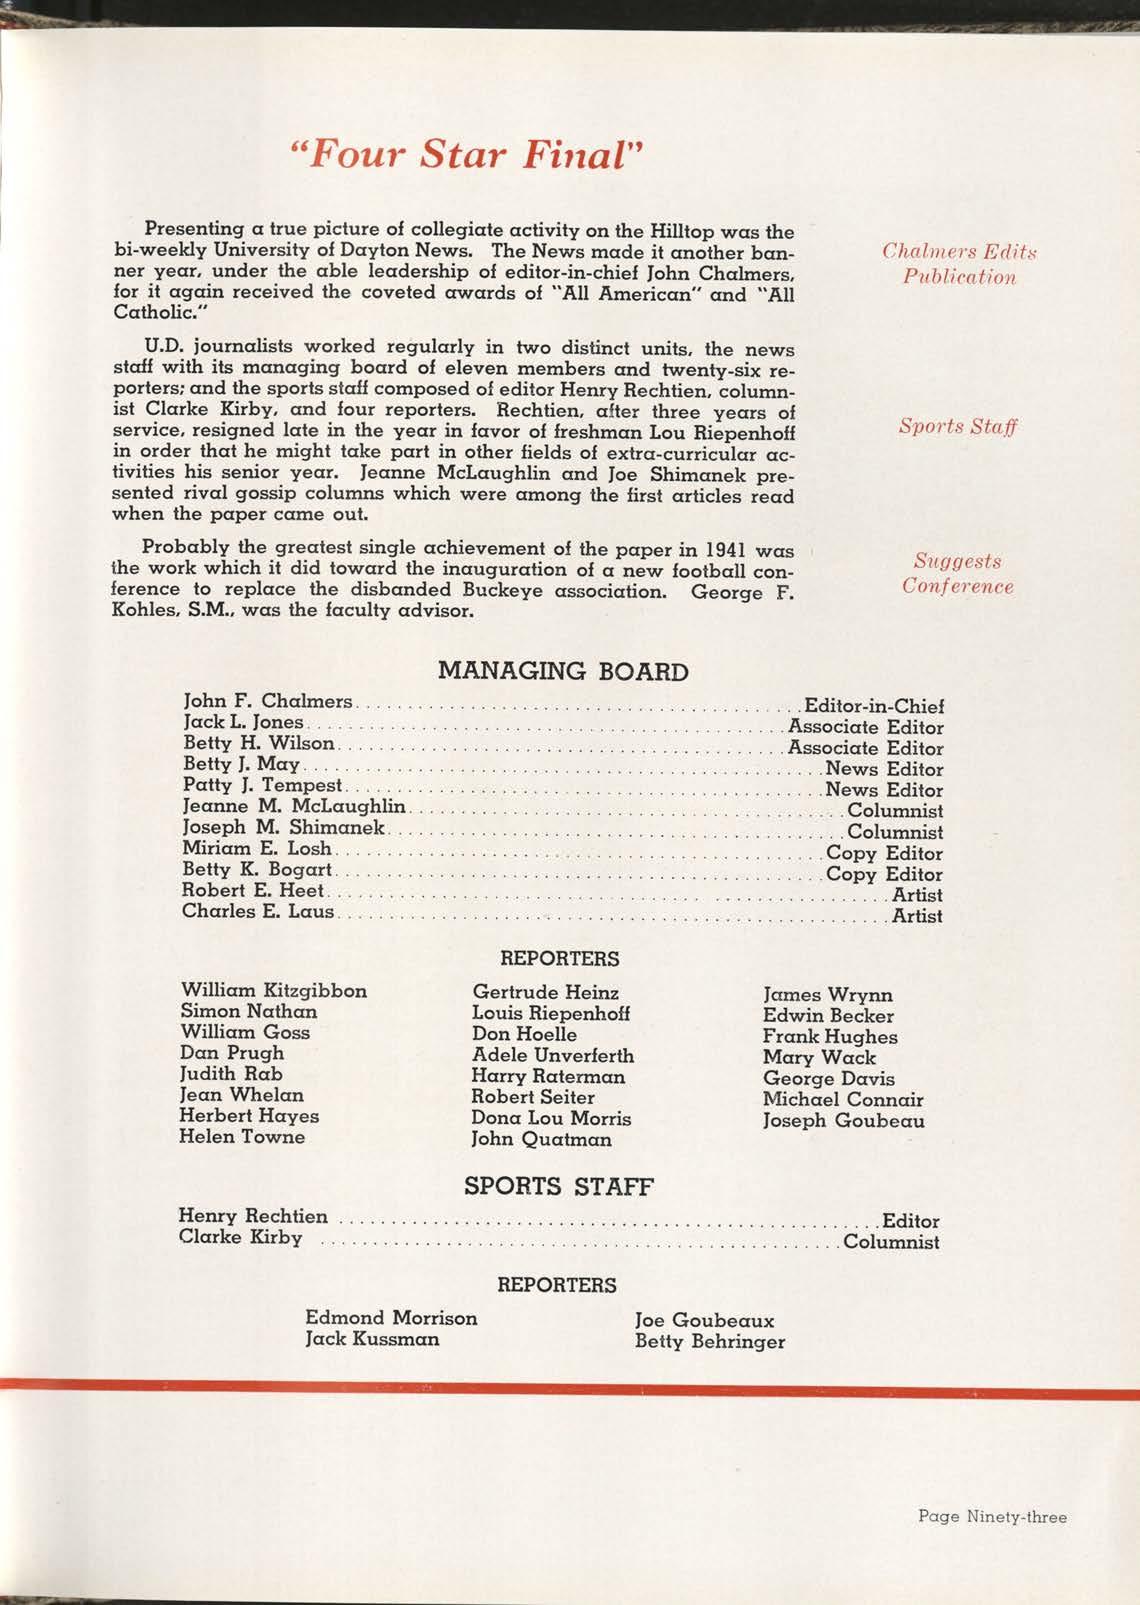 "Four Star Final"
Presenting a true picture of collegiate activity on the Hilltop was the
bi-weekly University of Dayton News. The News made it another ban-
ner year, under the able leadership of editor-in-chief John Chalmers,
for it again received the coveted awards of "All American" and "All
Catholic."
Chalmers Edits
Publication
U.D. journalists worked regularly in two distinct units, the news
staff with its managing board of eleven members and twenty-six re-
porters; and the sports staff composed of editor Henry Rechtien, column-
ist Clarke Kirby, and four reporters. Rechtien, after three years of
service, resigned late in the year in favor of freshman Lou Riepenhoff
in order that he might take part in other fields of extra-curricular ac-
tivities his senior year. Jeanne McLaughlin and Joe Shimanek pre-
sented rival gossip columns which were among the first articles read
when the paper came out.
Sports Staff
Probably the greatest single achievement of the paper in 1941 was
the work which it did toward the inauguration of a new football con-
ference to replace the disbanded Buckeye association. George F.
Kohles, S.M., was the faculty advisor.
Suggests
Conference
MANAGING BOARD
John F. Chalmers Editor-in-Chief
Jack L. Jones Associate Editor
Betty H. Wilson Associate Editor
Betty J. May News Editor
Patty J. Tempest News Editor
Jeanne M. McLaughlin Columnist
Joseph M. Shimanek Columnist
Miriam E. Losh Copy Editor
Betty K. Bogart Copy Editor
Robert E. Heet Artist
Charles E. Laus Artist
REPORTERS
William Kitzgibbon
Simon Nathan
William Goss
Dan Prugh
Judith Rab
Jean Whelan
Herbert Hayes
Helen Towne
Gertrude Heinz
Louis Riepenhoff
Don Hoelle
Adele Unverferth
Harry Raterman
Robert Seiter
Dona Lou Morris
John Quatman
James Wrynn
Edwin Becker
Frank Hughes
Mary Wack
George Davis
Michael Connair
Joseph Goubeau
SPORTS STAFF
Henry Rechtien Editor
Clarke Kirby Columnist
REPORTERS
Edmond Morrison
Jack Kussman
Joe Goubeaux
Betty Behringer
Page Ninety-three